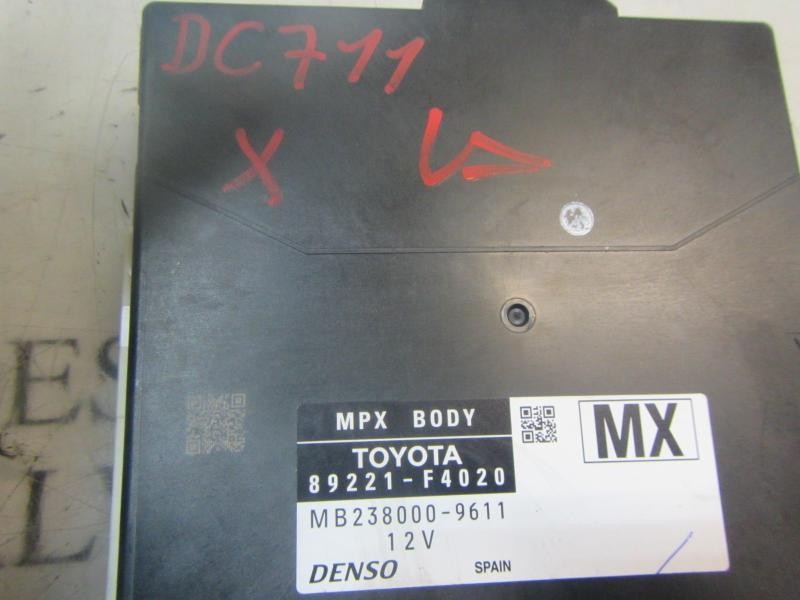 DC711
X
MPX BODY
MX
TOYOTA
89221-F4020
MB238000-9611
12V
DENSO
SPAIN